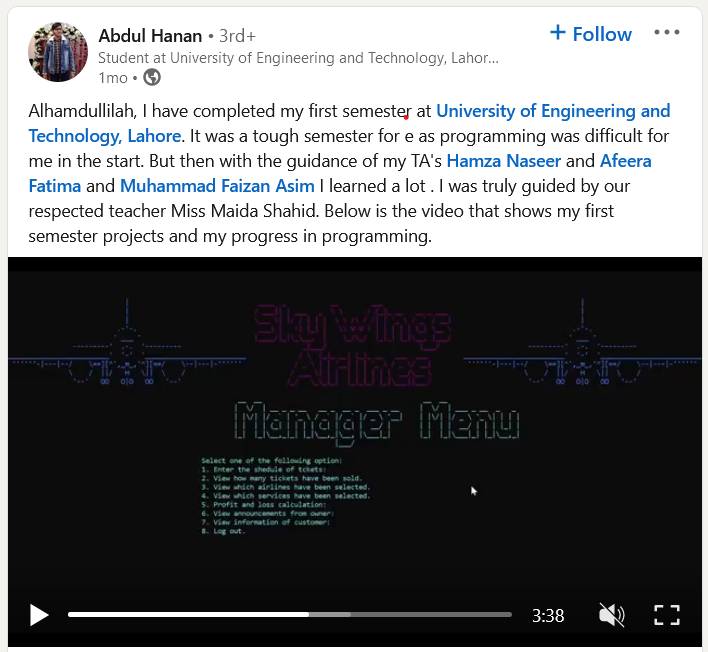 Abdul Hanan • 3rd+
+ Follow
Student at University of Engineering and Technology, Lahor...
1mo •
Alhamdullilah, I have completed my first semester at University of Engineering and
Technology, Lahore. It was a tough semester for e as programming was difficult for
me in the start. But then with the guidance of my TA's Hamza Naseer and Afeera
Fatima and Muhammad Faizan Asim I learned a lot . I was truly guided by our
respected teacher Miss Maida Shahid. Below is the video that shows my first
semester projects and my progress in programming.
Sky Wings
Airlines
Manager Menu
Select one of the following option:
1. Enter the shedule of tckets:
2. View how many tickets have been sold.
3. View which airlines have been selected.
4. View which services have been selected.
5. Profit and loss calculation:
6. View announcements from owner:
7. View information of customer:
8. Log out.
3:38